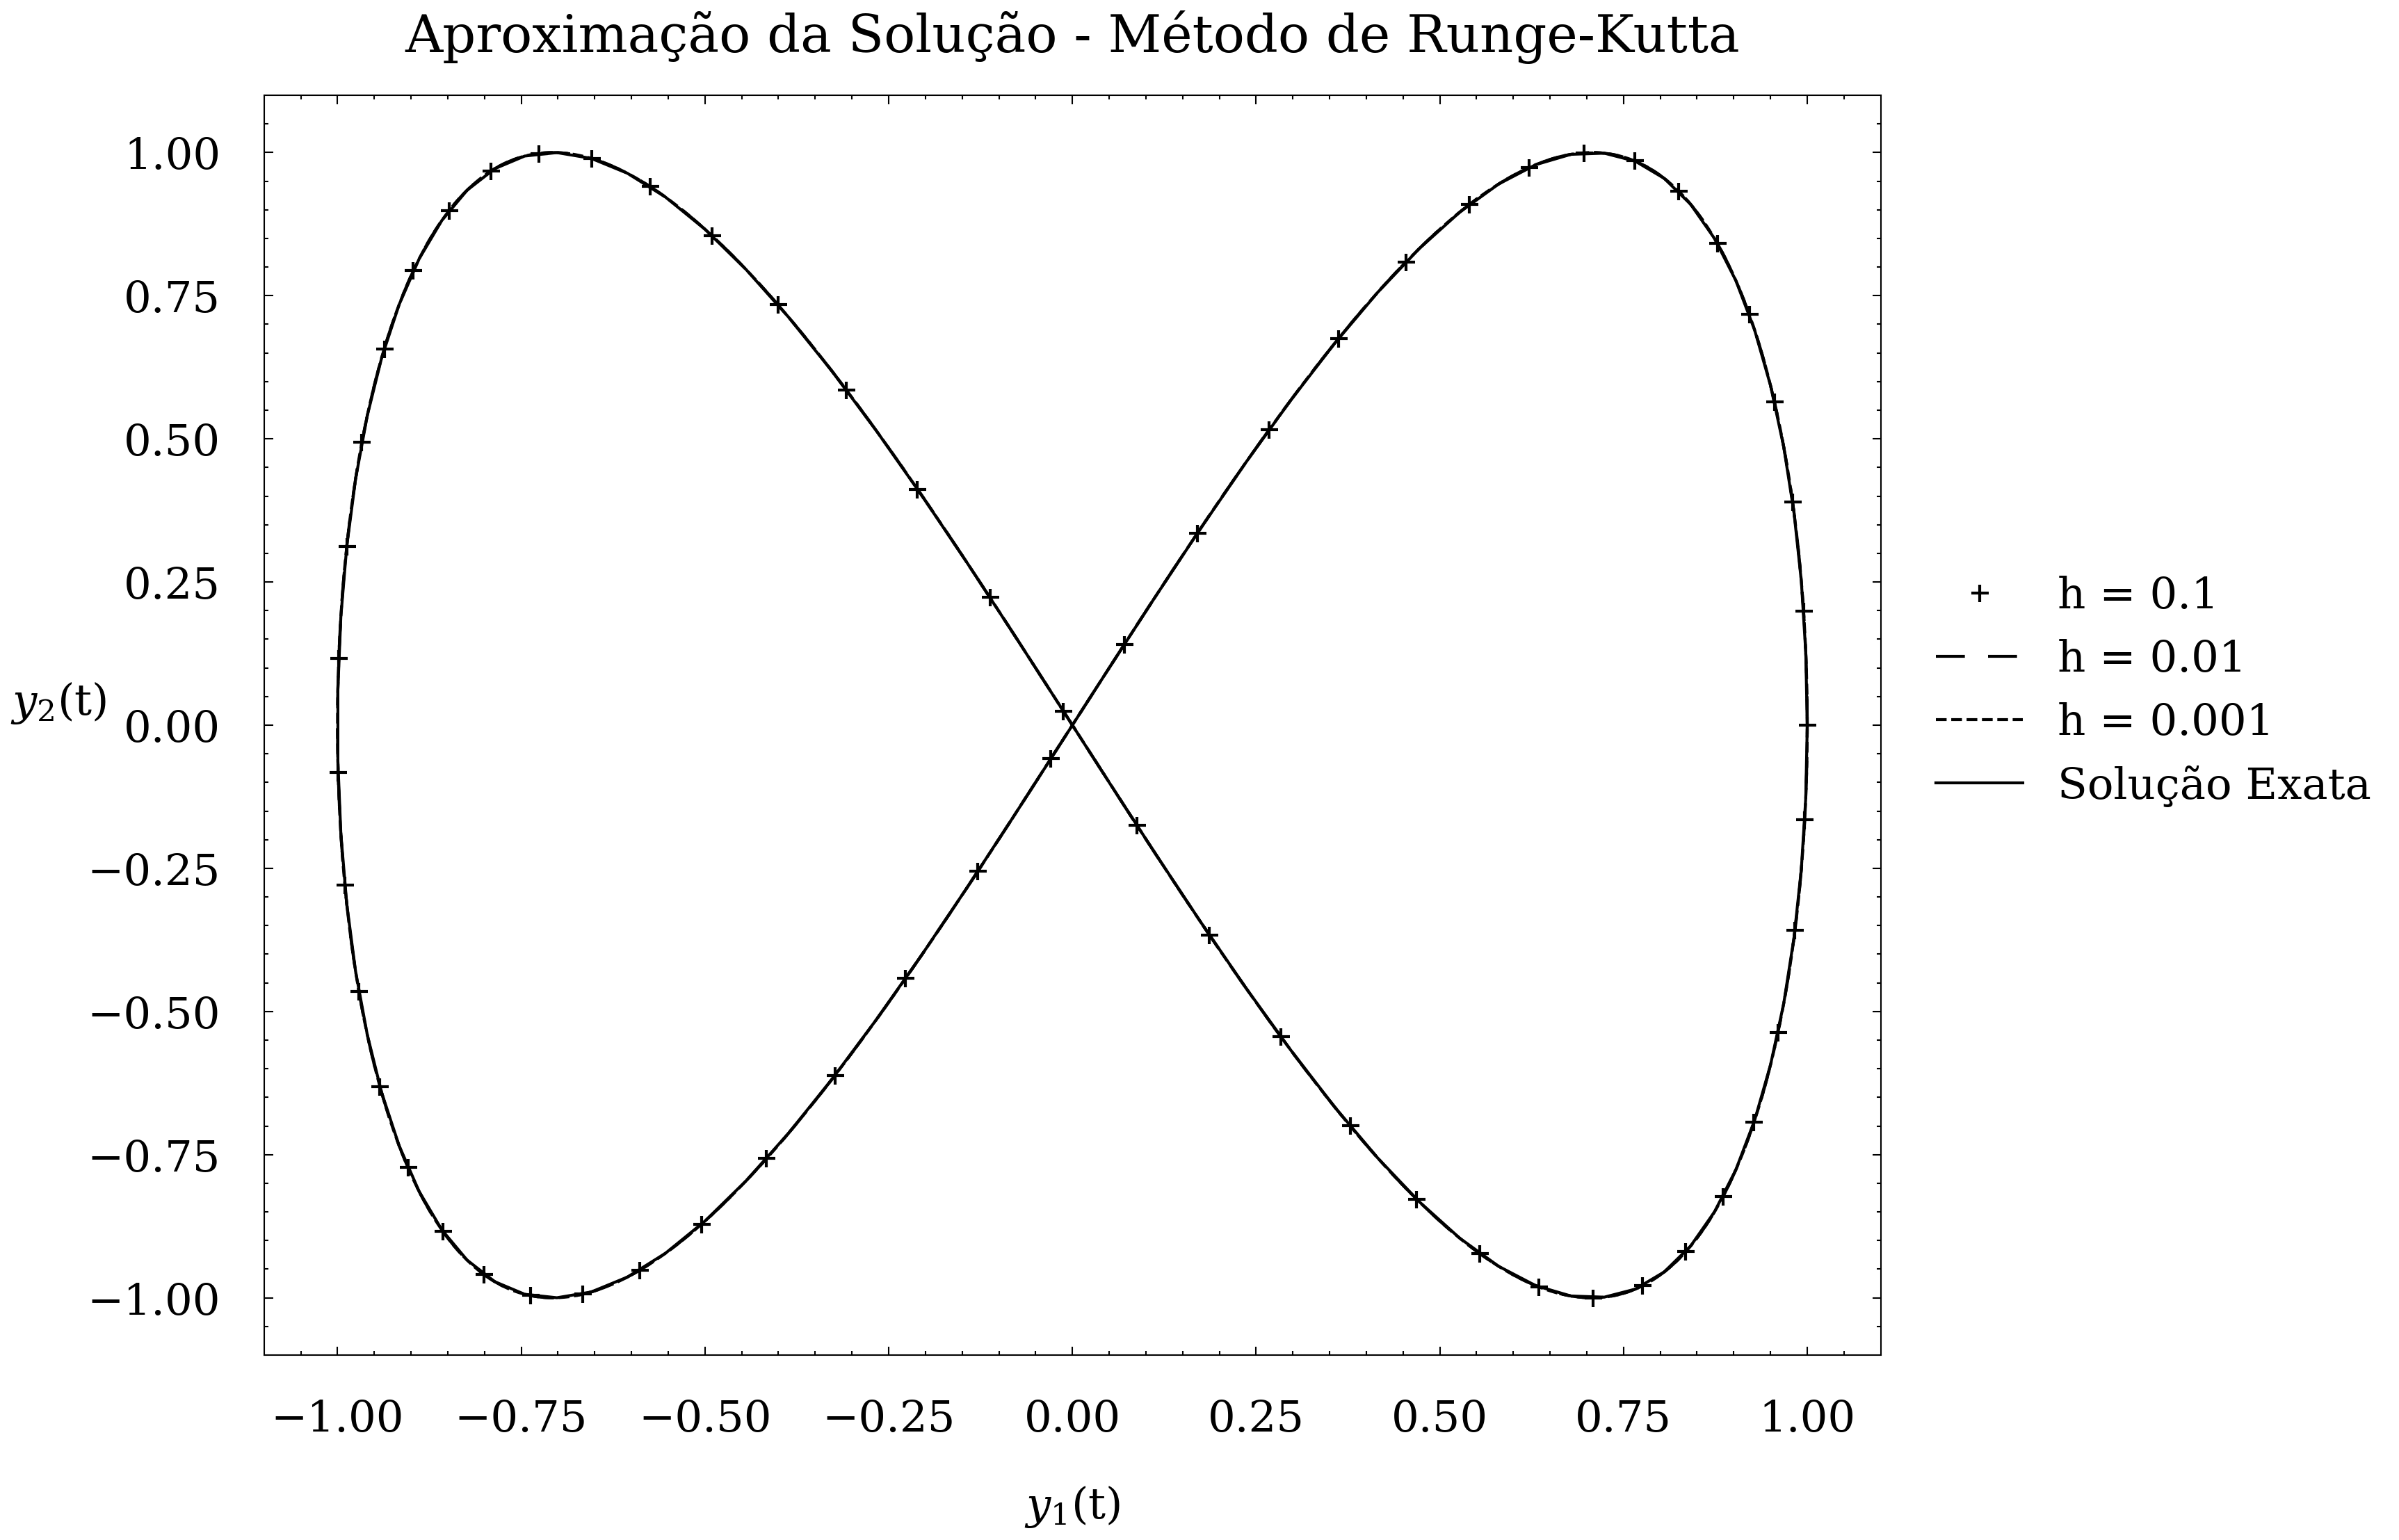 Aproximação da Solução - Método de Runge-Kutta
1.00
0.75
0.50
0.25
0.00
−0.25
−0.50
−0.75
−1.00
y₂(t)
−1.00 −0.75 −0.50 −0.25 0.00 0.25 0.50 0.75 1.00
y₁(t)
h = 0.1
h = 0.01
h = 0.001
Solução Exata